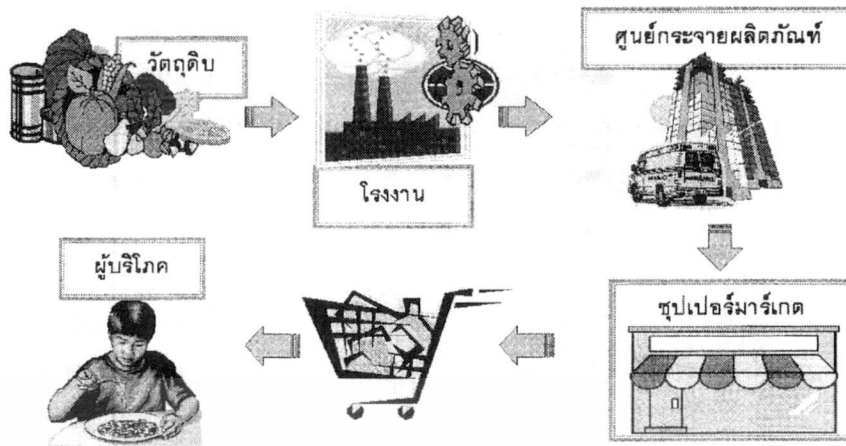 วัตถุดิบ
โรงงาน
ศูนย์กระจายผลิตภัณฑ์
ซุปเปอร์มาร์เกต
ผู้บริโภค